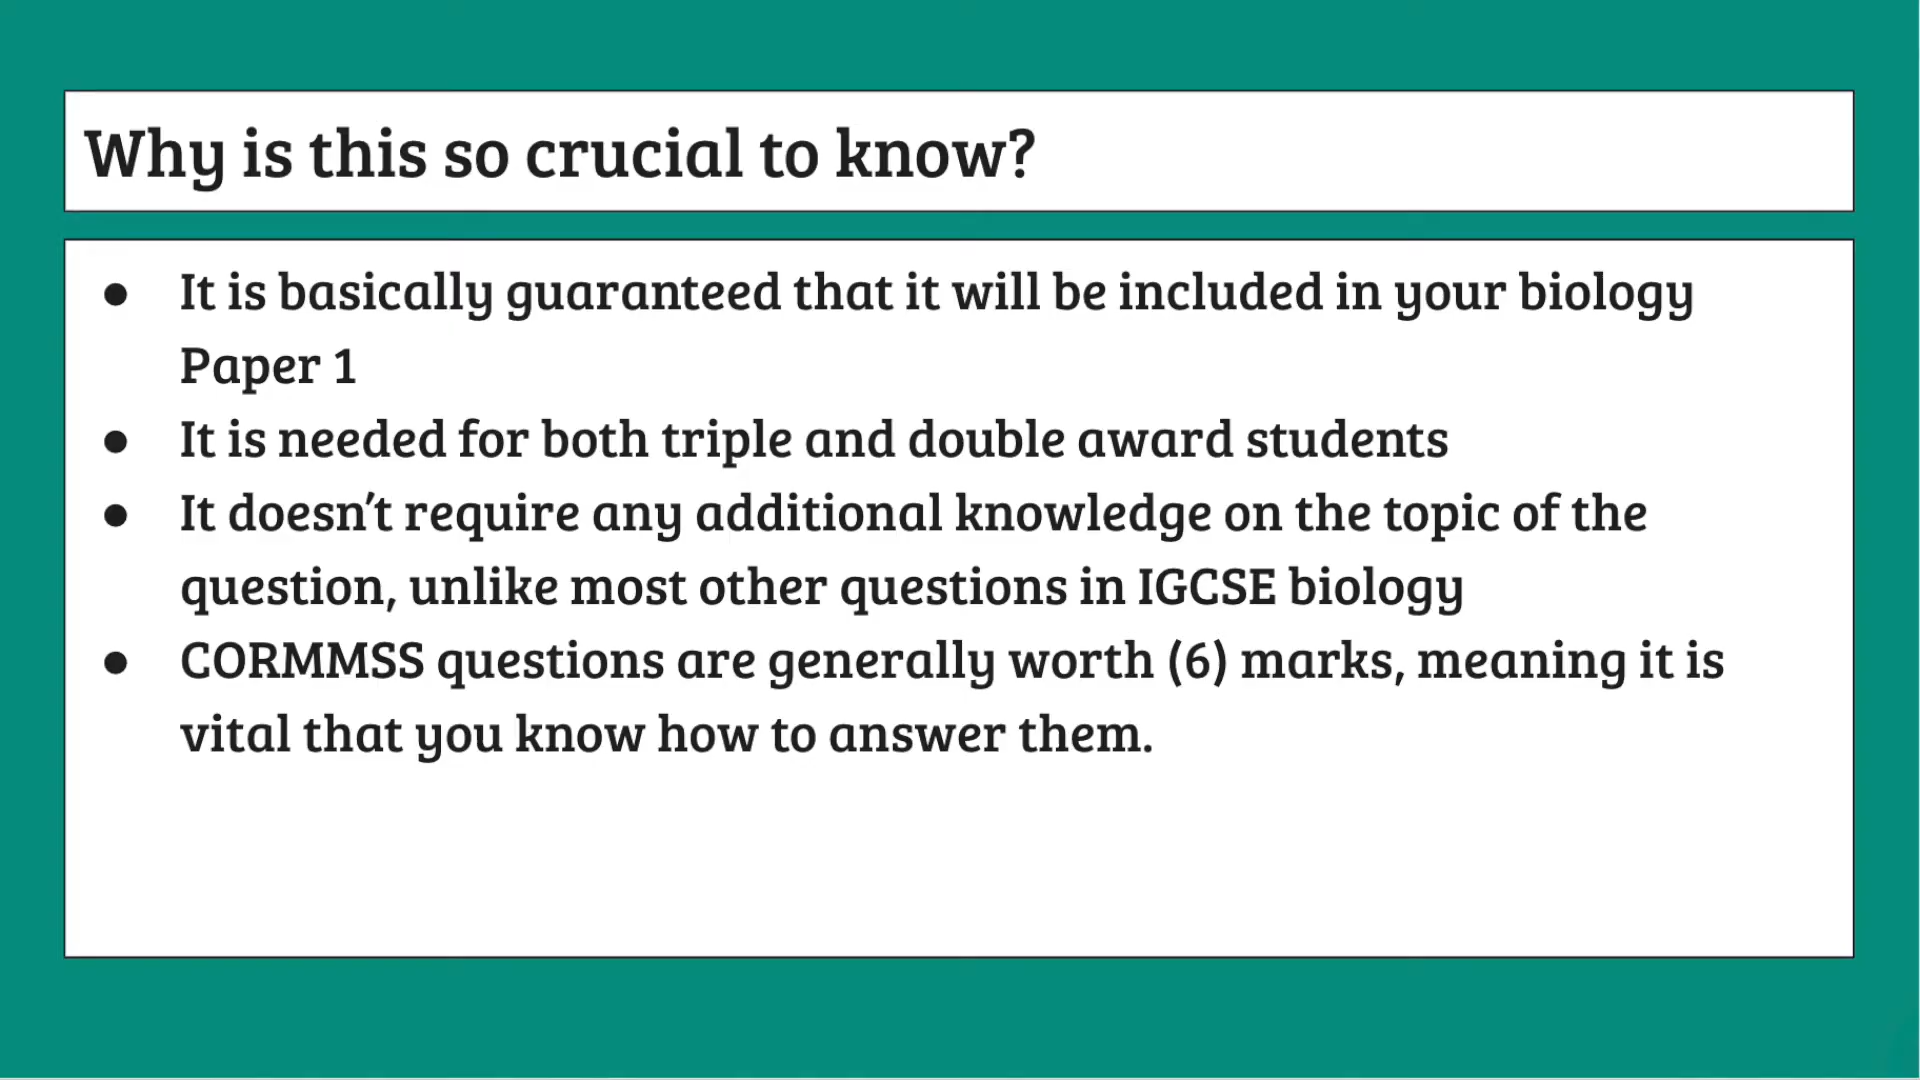 Why is this so crucial to know?
● It is basically guaranteed that it will be included in your biology
Paper 1
● It is needed for both triple and double award students
● It doesn't require any additional knowledge on the topic of the
question, unlike most other questions in IGCSE biology
● CORMMSS questions are generally worth (6) marks, meaning it is
vital that you know how to answer them.